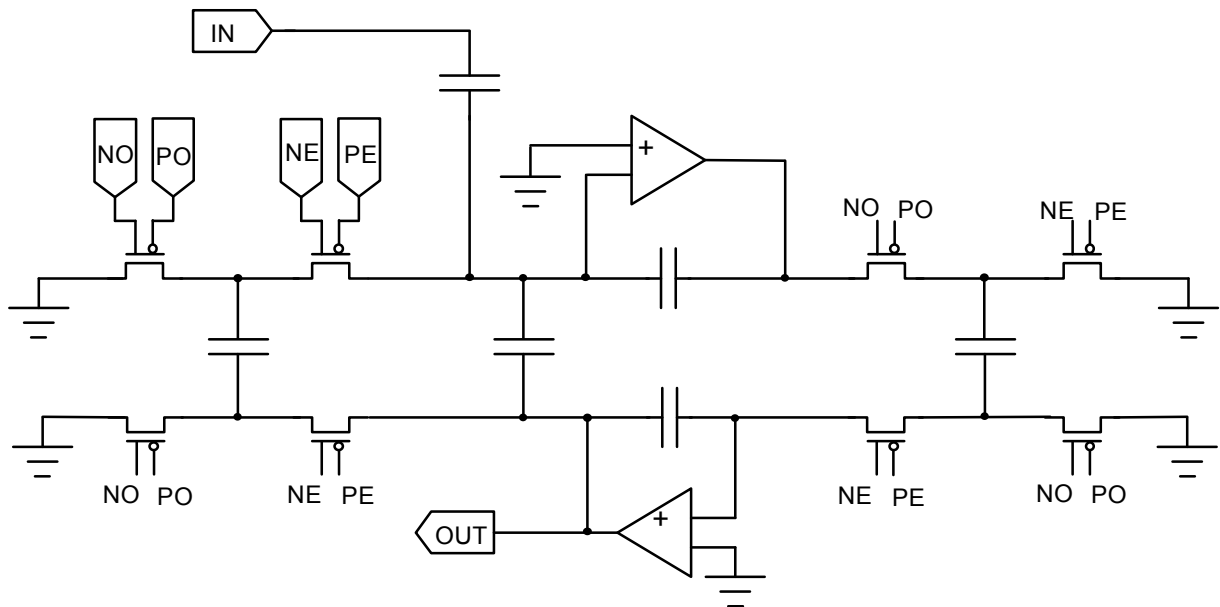 IN
NO PO NE PE
+
NO PO NE PE
NO PO NE PE NE PE NO PO
OUT +